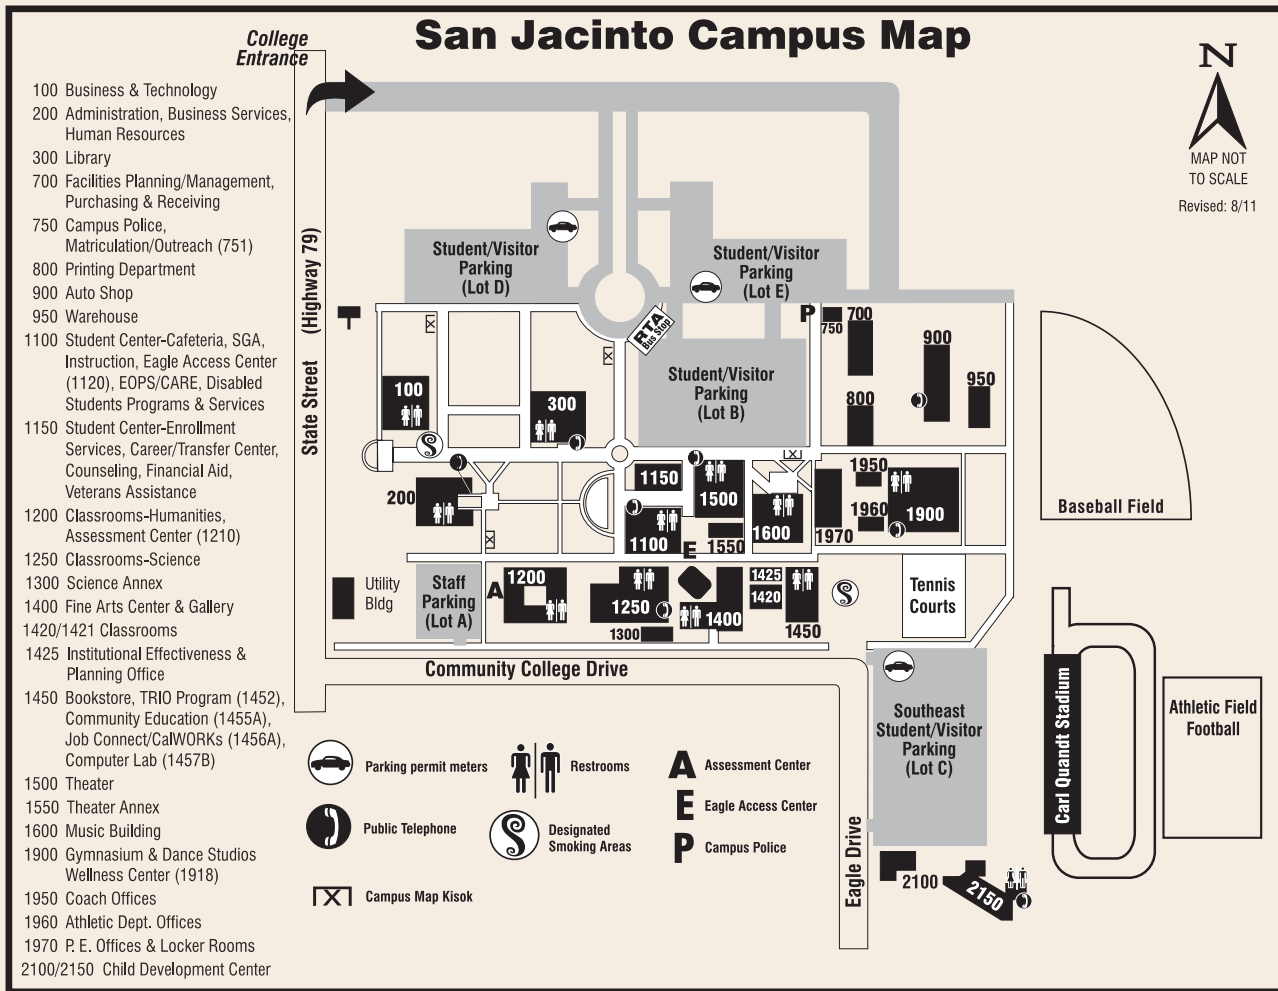 San Jacinto Campus Map
College
Entrance
N
MAP NOT
TO SCALE
Revised: 8/11
100 Business & Technology
200 Administration, Business Services,
Human Resources
300 Library
700 Facilities Planning/Management,
Purchasing & Receiving
750 Campus Police,
Matriculation/Outreach (751)
800 Printing Department
900 Auto Shop
950 Warehouse
1100 Student Center-Cafeteria, SGA,
Instruction, Eagle Access Center
(1120), EOPS/CARE, Disabled
Students Programs & Services
1150 Student Center-Enrollment
Services, Career/Transfer Center,
Counseling, Financial Aid,
Veterans Assistance
1200 Classrooms-Humanities,
Assessment Center (1210)
1250 Classrooms-Science
1300 Science Annex
1400 Fine Arts Center & Gallery
1420/1421 Classrooms
1425 Institutional Effectiveness &
Planning Office
1450 Bookstore, TRIO Program (1452),
Community Education (1455A),
Job Connect/CalWORKs (1456A),
Computer Lab (1457B)
1500 Theater
1550 Theater Annex
1600 Music Building
1900 Gymnasium & Dance Studios
Wellness Center (1918)
1950 Coach Offices
1960 Athletic Dept. Offices
1970 P. E. Offices & Locker Rooms
2100/2150 Child Development Center
State Street (Highway 79)
Student/Visitor
Parking
(Lot D)
Student/Visitor
Parking
(Lot E)
RTA
Bus Stop
P
750
700
900
950
800
Student/Visitor
Parking
(Lot B)
100
300
200
1150
1500
1100
E
1550
1600
1970
1950
1960
1900
Baseball Field
Utility
Bldg
Staff
Parking
(Lot A)
A
1200
1250
1300
1400
1425
1420
1450
Tennis
Courts
Community College Drive
Southeast
Student/Visitor
Parking
(Lot C)
Carl Quandt Stadium
Athletic Field
Football
Eagle Drive
2100
2150
Parking permit meters
Restrooms
A Assessment Center
Public Telephone
Designated
Smoking Areas
E Eagle Access Center
P Campus Police
Campus Map Kisok